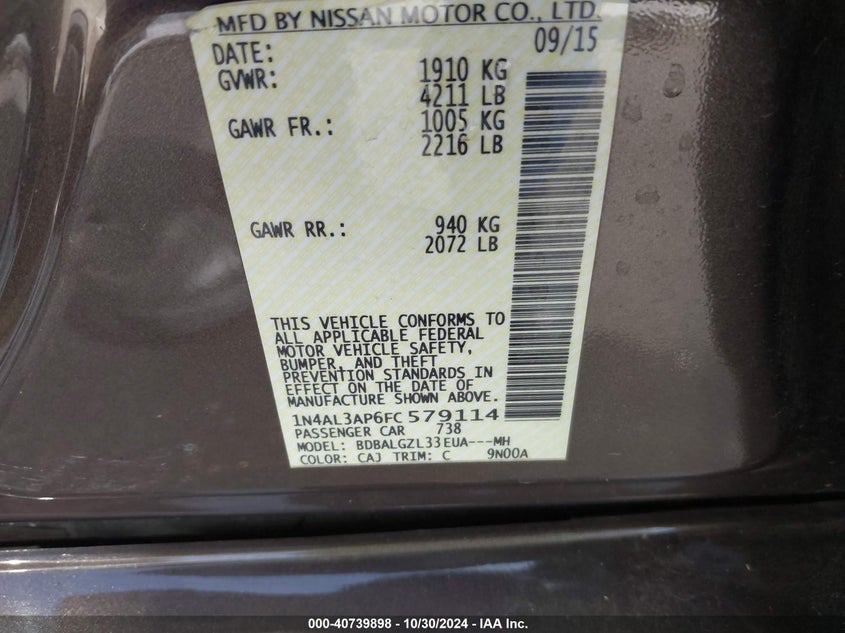 MFD BY NISSAN MOTOR CO., LTD.
DATE: 09/15
GVWR: 1910 KG
4211 LB
GAWR FR.: 1005 KG
2216 LB
GAWR RR.: 940 KG
2072 LB
THIS VEHICLE CONFORMS TO
ALL APPLICABLE FEDERAL
MOTOR VEHICLE SAFETY,
BUMPER, AND THEFT
PREVENTION STANDARDS IN
EFFECT ON THE DATE OF
MANUFACTURE SHOWN ABOVE.
1N4AL3AP6FC579114
PASSENGER CAR 738
MODEL: BDBALGZL33EUA---MH
COLOR: CAJ TRIM: C 9N00A
000-40739898 - 10/30/2024 - IAA Inc.